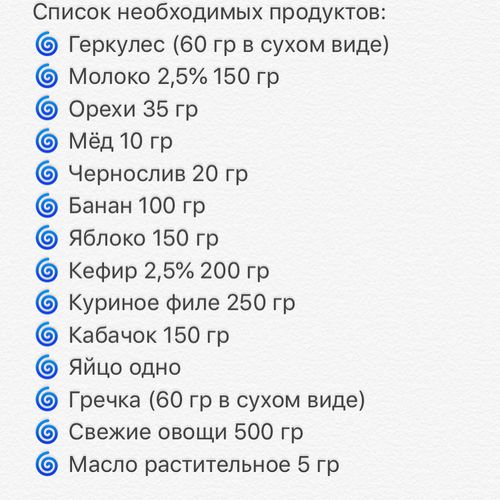 Список необходимых продуктов:
🌀 Геркулес (60 гр в сухом виде)
🌀 Молоко 2,5% 150 гр
🌀 Орехи 35 гр
🌀 Мёд 10 гр
🌀 Чернослив 20 гр
🌀 Банан 100 гр
🌀 Яблоко 150 гр
🌀 Кефир 2,5% 200 гр
🌀 Куриное филе 250 гр
🌀 Кабачок 150 гр
🌀 Яйцо одно
🌀 Гречка (60 гр в сухом виде)
🌀 Свежие овощи 500 гр
🌀 Масло растительное 5 гр